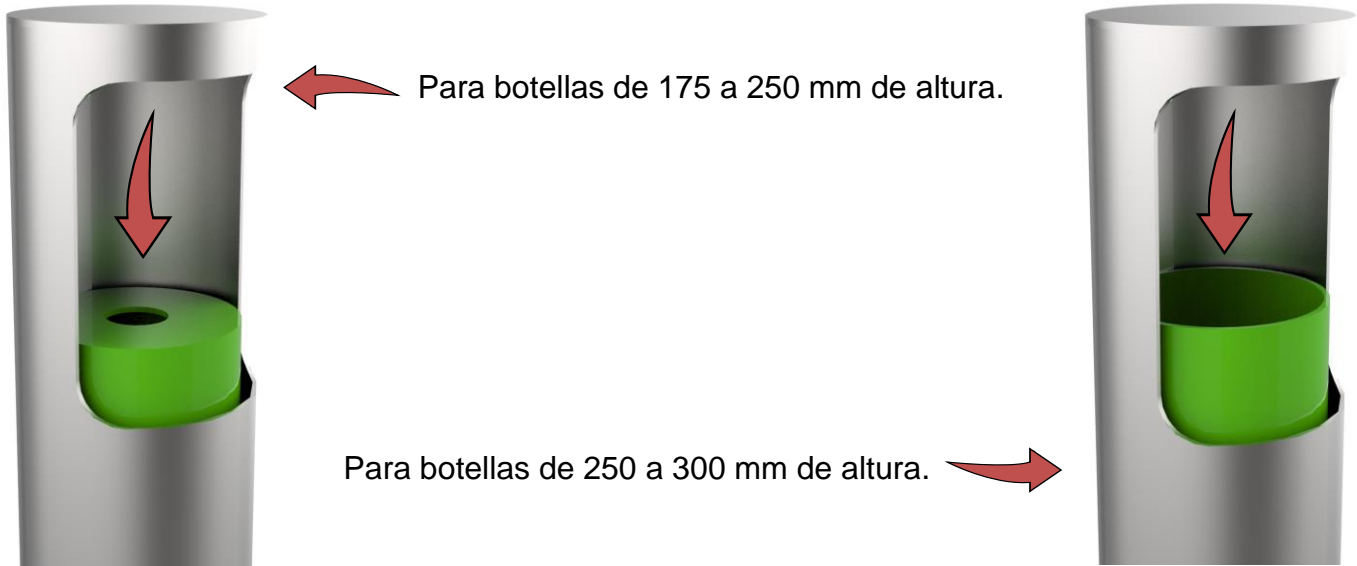 Para botellas de 175 a 250 mm de altura.
Para botellas de 250 a 300 mm de altura.